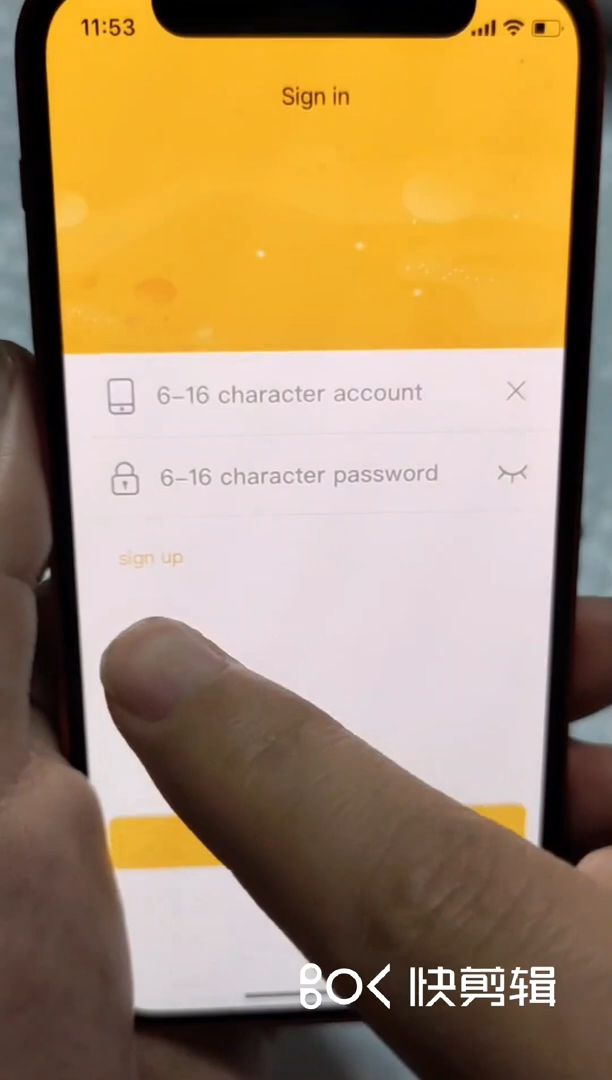 11:53
Sign in
6-16 character account
6-16 character password
sign up
快剪辑